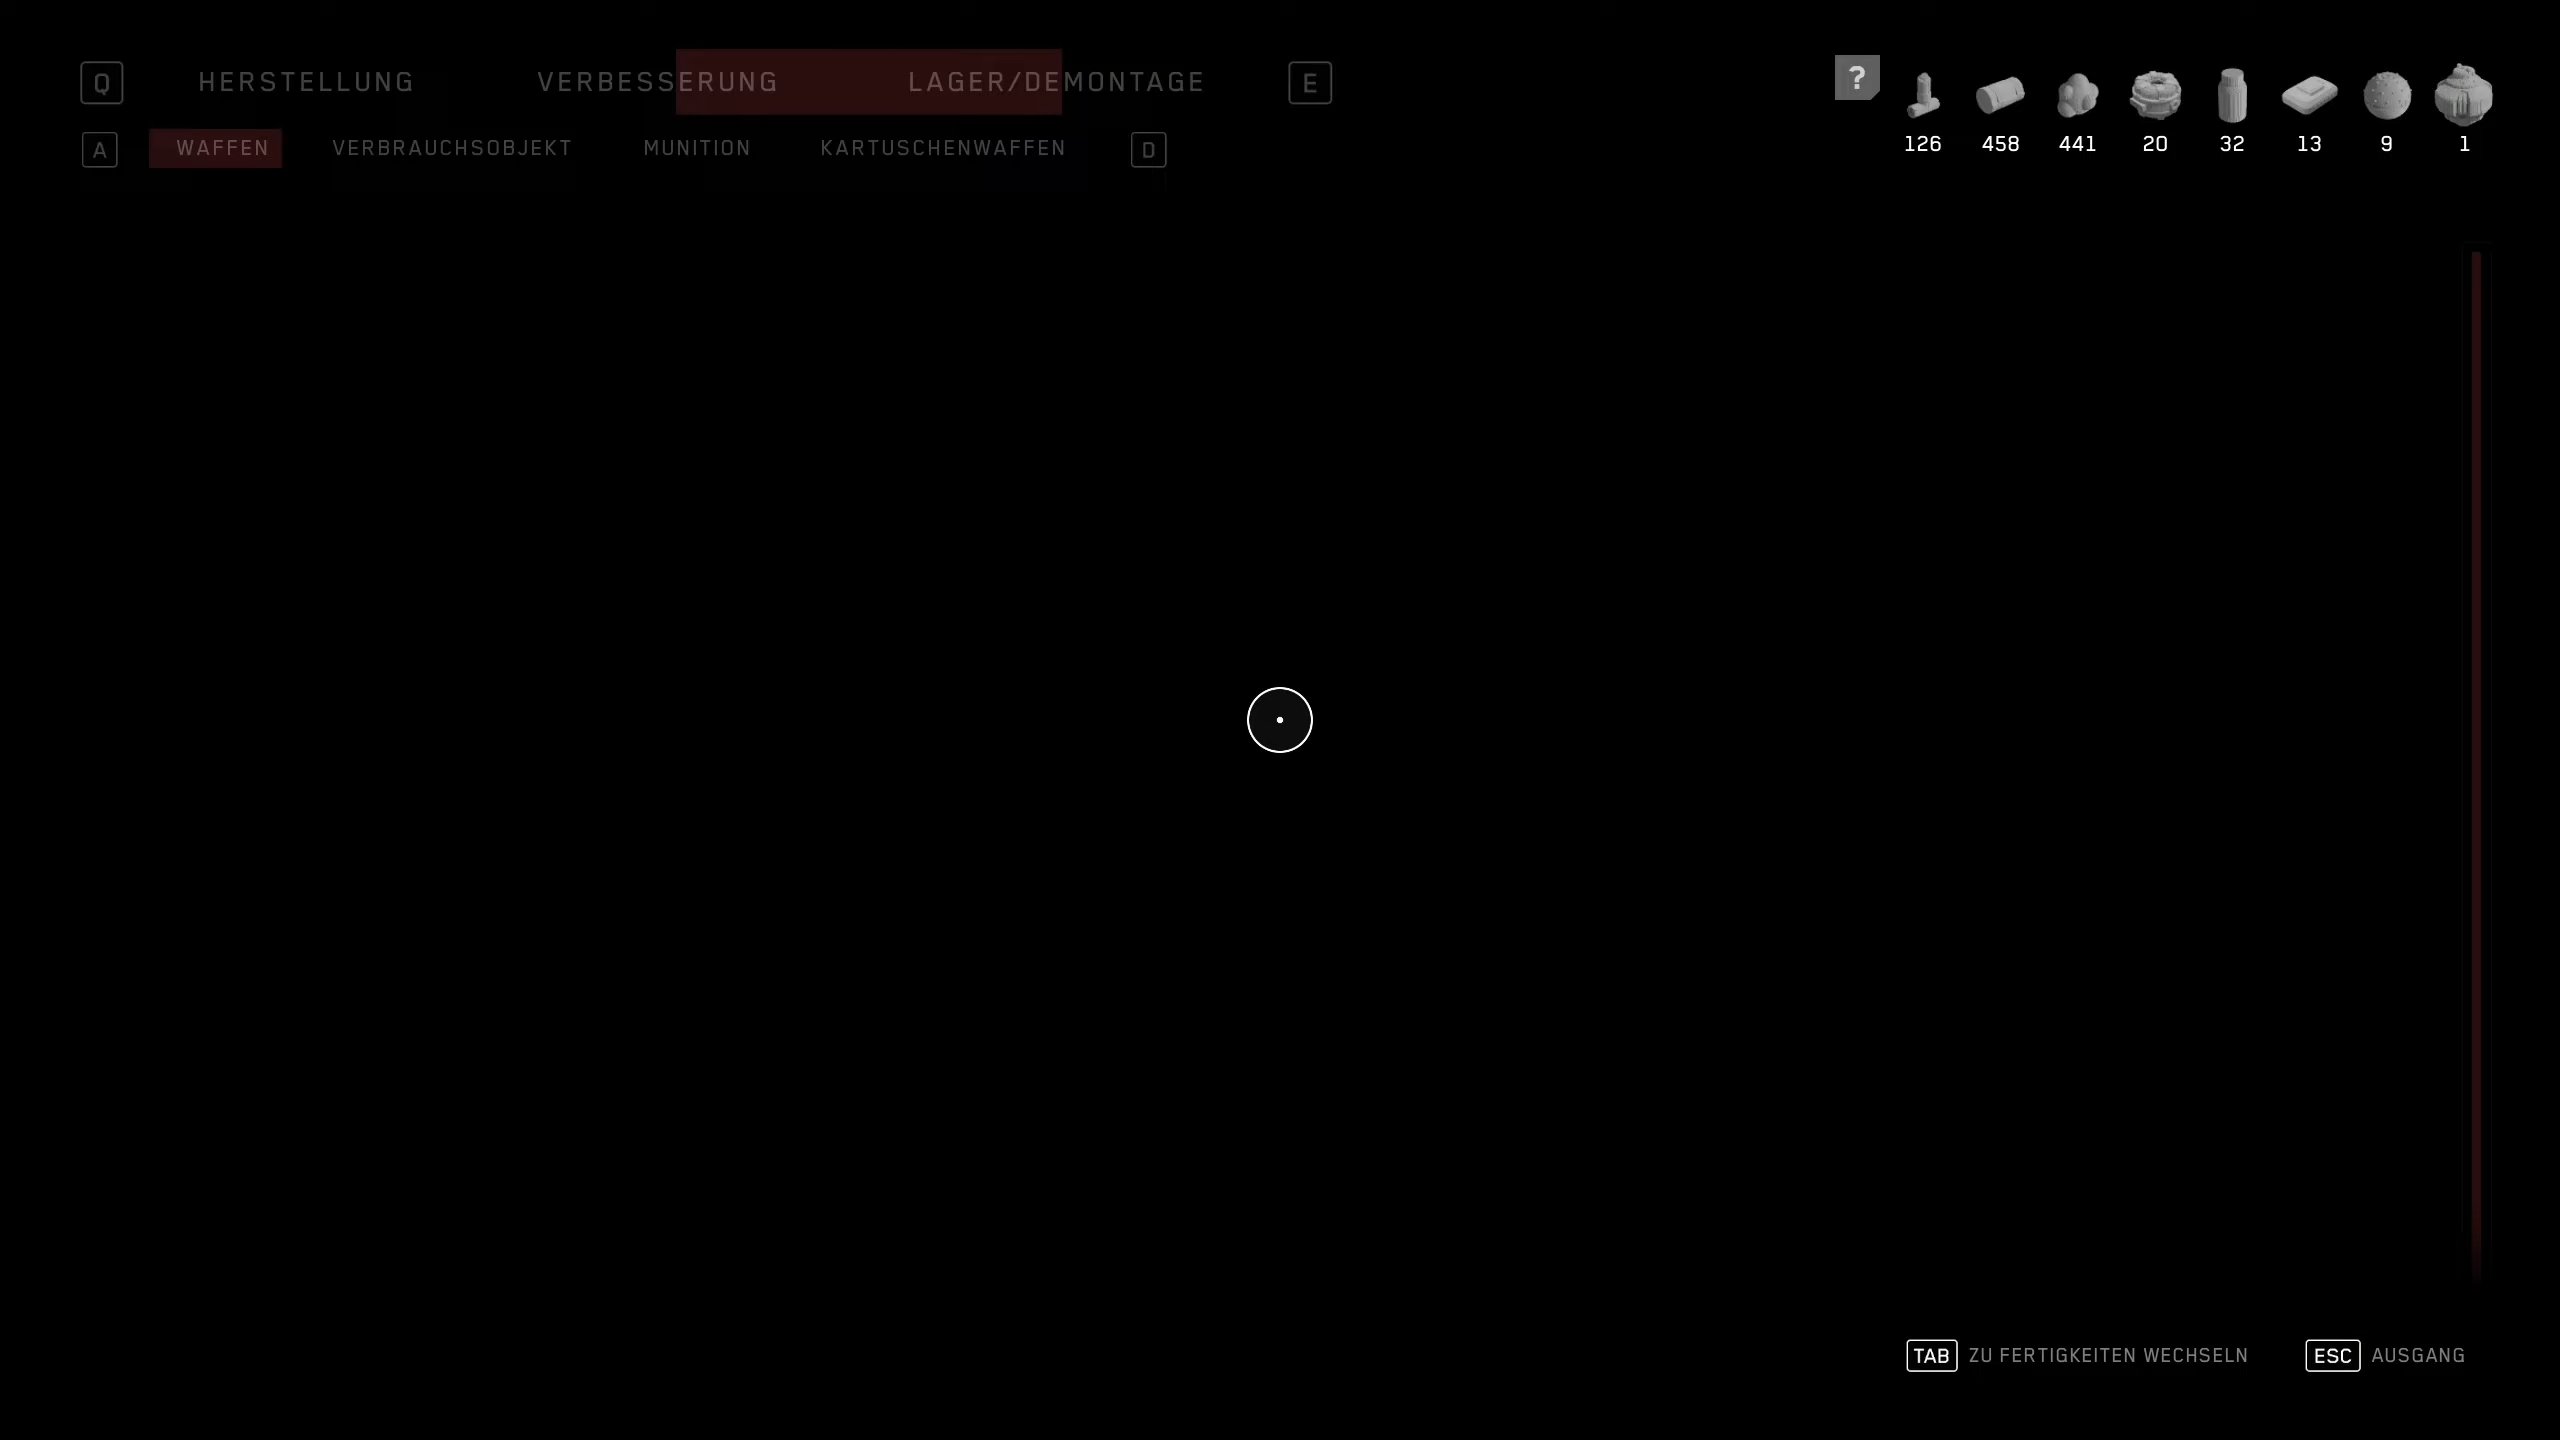 Q HERSTELLUNG VERBESSERUNG LAGER/DEMONTAGE E ?
A WAFFEN VERBRAUCHSOBJEKT MUNITION KARTUSCHENWAFFEN D
126 458 441 20 32 13 9 1
TAB ZU FERTIGKEITEN WECHSELN ESC AUSGANG